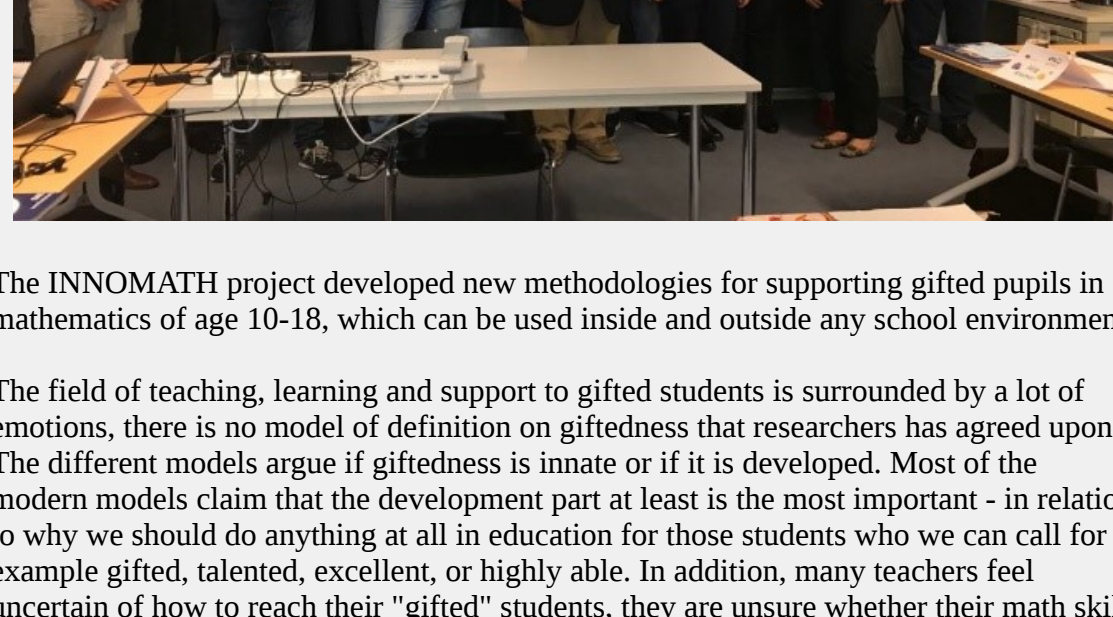 The INNOMATH project developed new methodologies for supporting gifted pupils in
mathematics of age 10-18, which can be used inside and outside any school
The field of teaching, learning and support to gifted students is surrounded by a lot of
emotions, there is no model of definition on giftedness that researchers has agreed upon
The different models argue if giftedness is innate or if it is developed. Most of the
modern models claim that the development part at least is the most important - in
to why we should do anything at all in education for those students who we can call for
example gifted, talented, excellent, or highly able. In addition, many teachers feel
uncertain of how to reach their "gifted" students, they are unsure whether their math